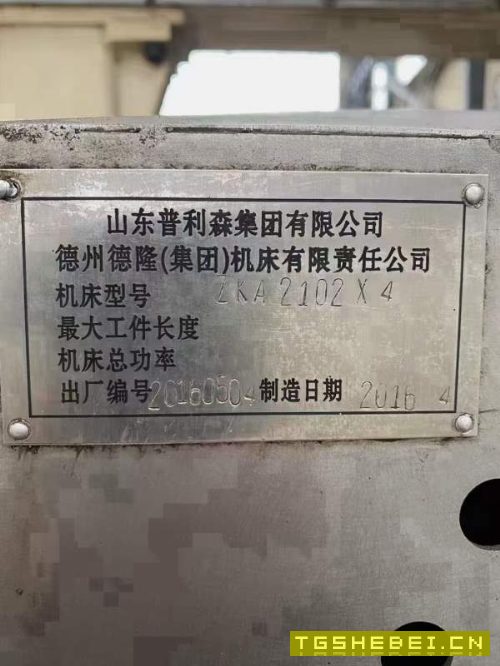 山东普利森集团有限公司
德州德隆(集团)机床有限责任公司
机床型号 ZKA2102X4
最大工件长度
机床总功率
出厂编号 20160504 制造日期 2016 4
TGSHEBEI.CN